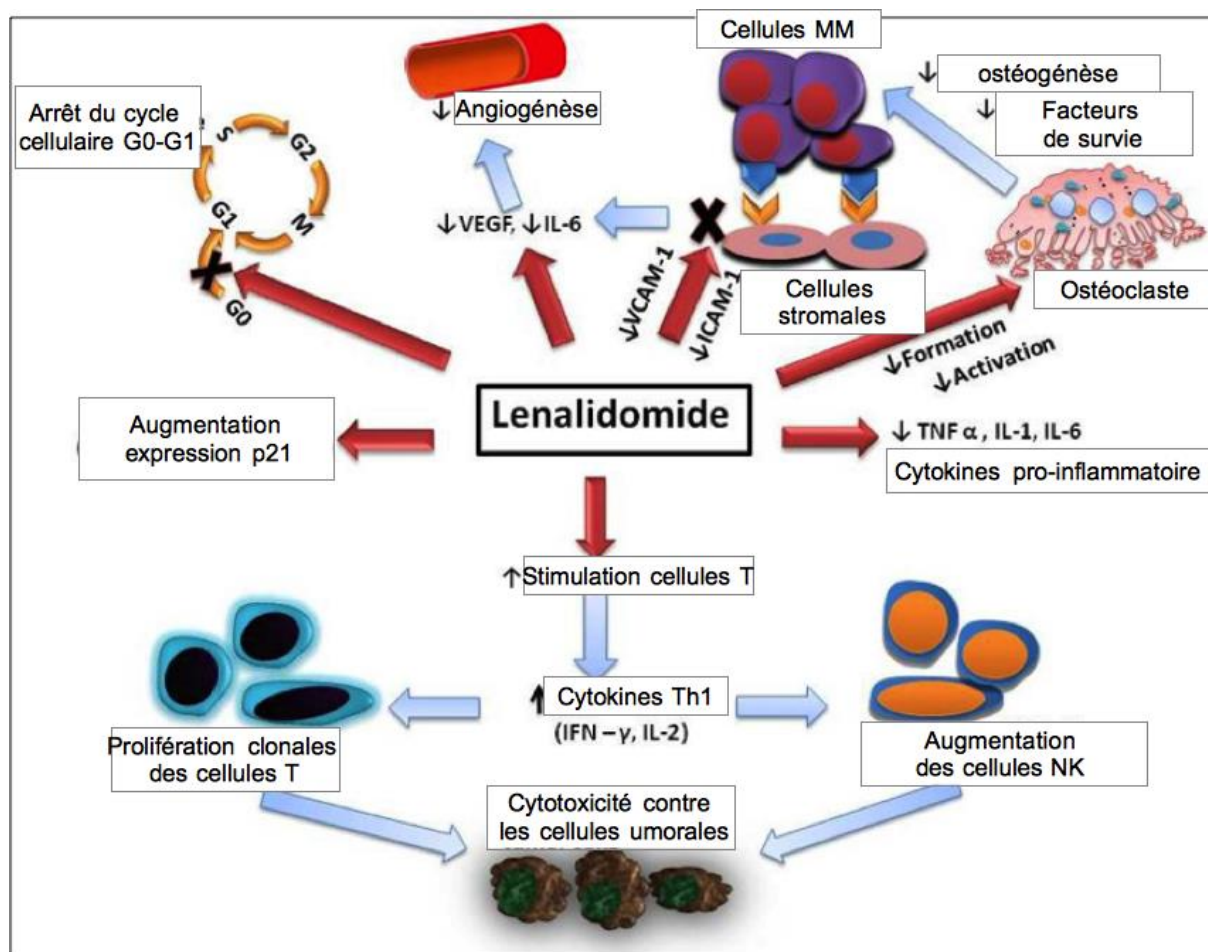 Cellules MM
↓ ostéogénèse
↓ Facteurs
de survie
Arrêt du cycle
cellulaire G0-G1
↓ Angiogénèse
S
G2
M
G1
G0
↓VEGF, ↓IL-6
↓VCAM-1
↓ICAM-1
Cellules
stromales
Ostéoclaste
↓Formation
↓Activation
Lenalidomide
Augmentation
expression p21
↓ TNF α, IL-1, IL-6
Cytokines pro-inflammatoire
↑Stimulation cellules T
↑ Cytokines Th1
(IFN – γ, IL-2)
Prolifération clonales
des cellules T
Augmentation
des cellules NK
Cytotoxicité contre
les cellules umorales